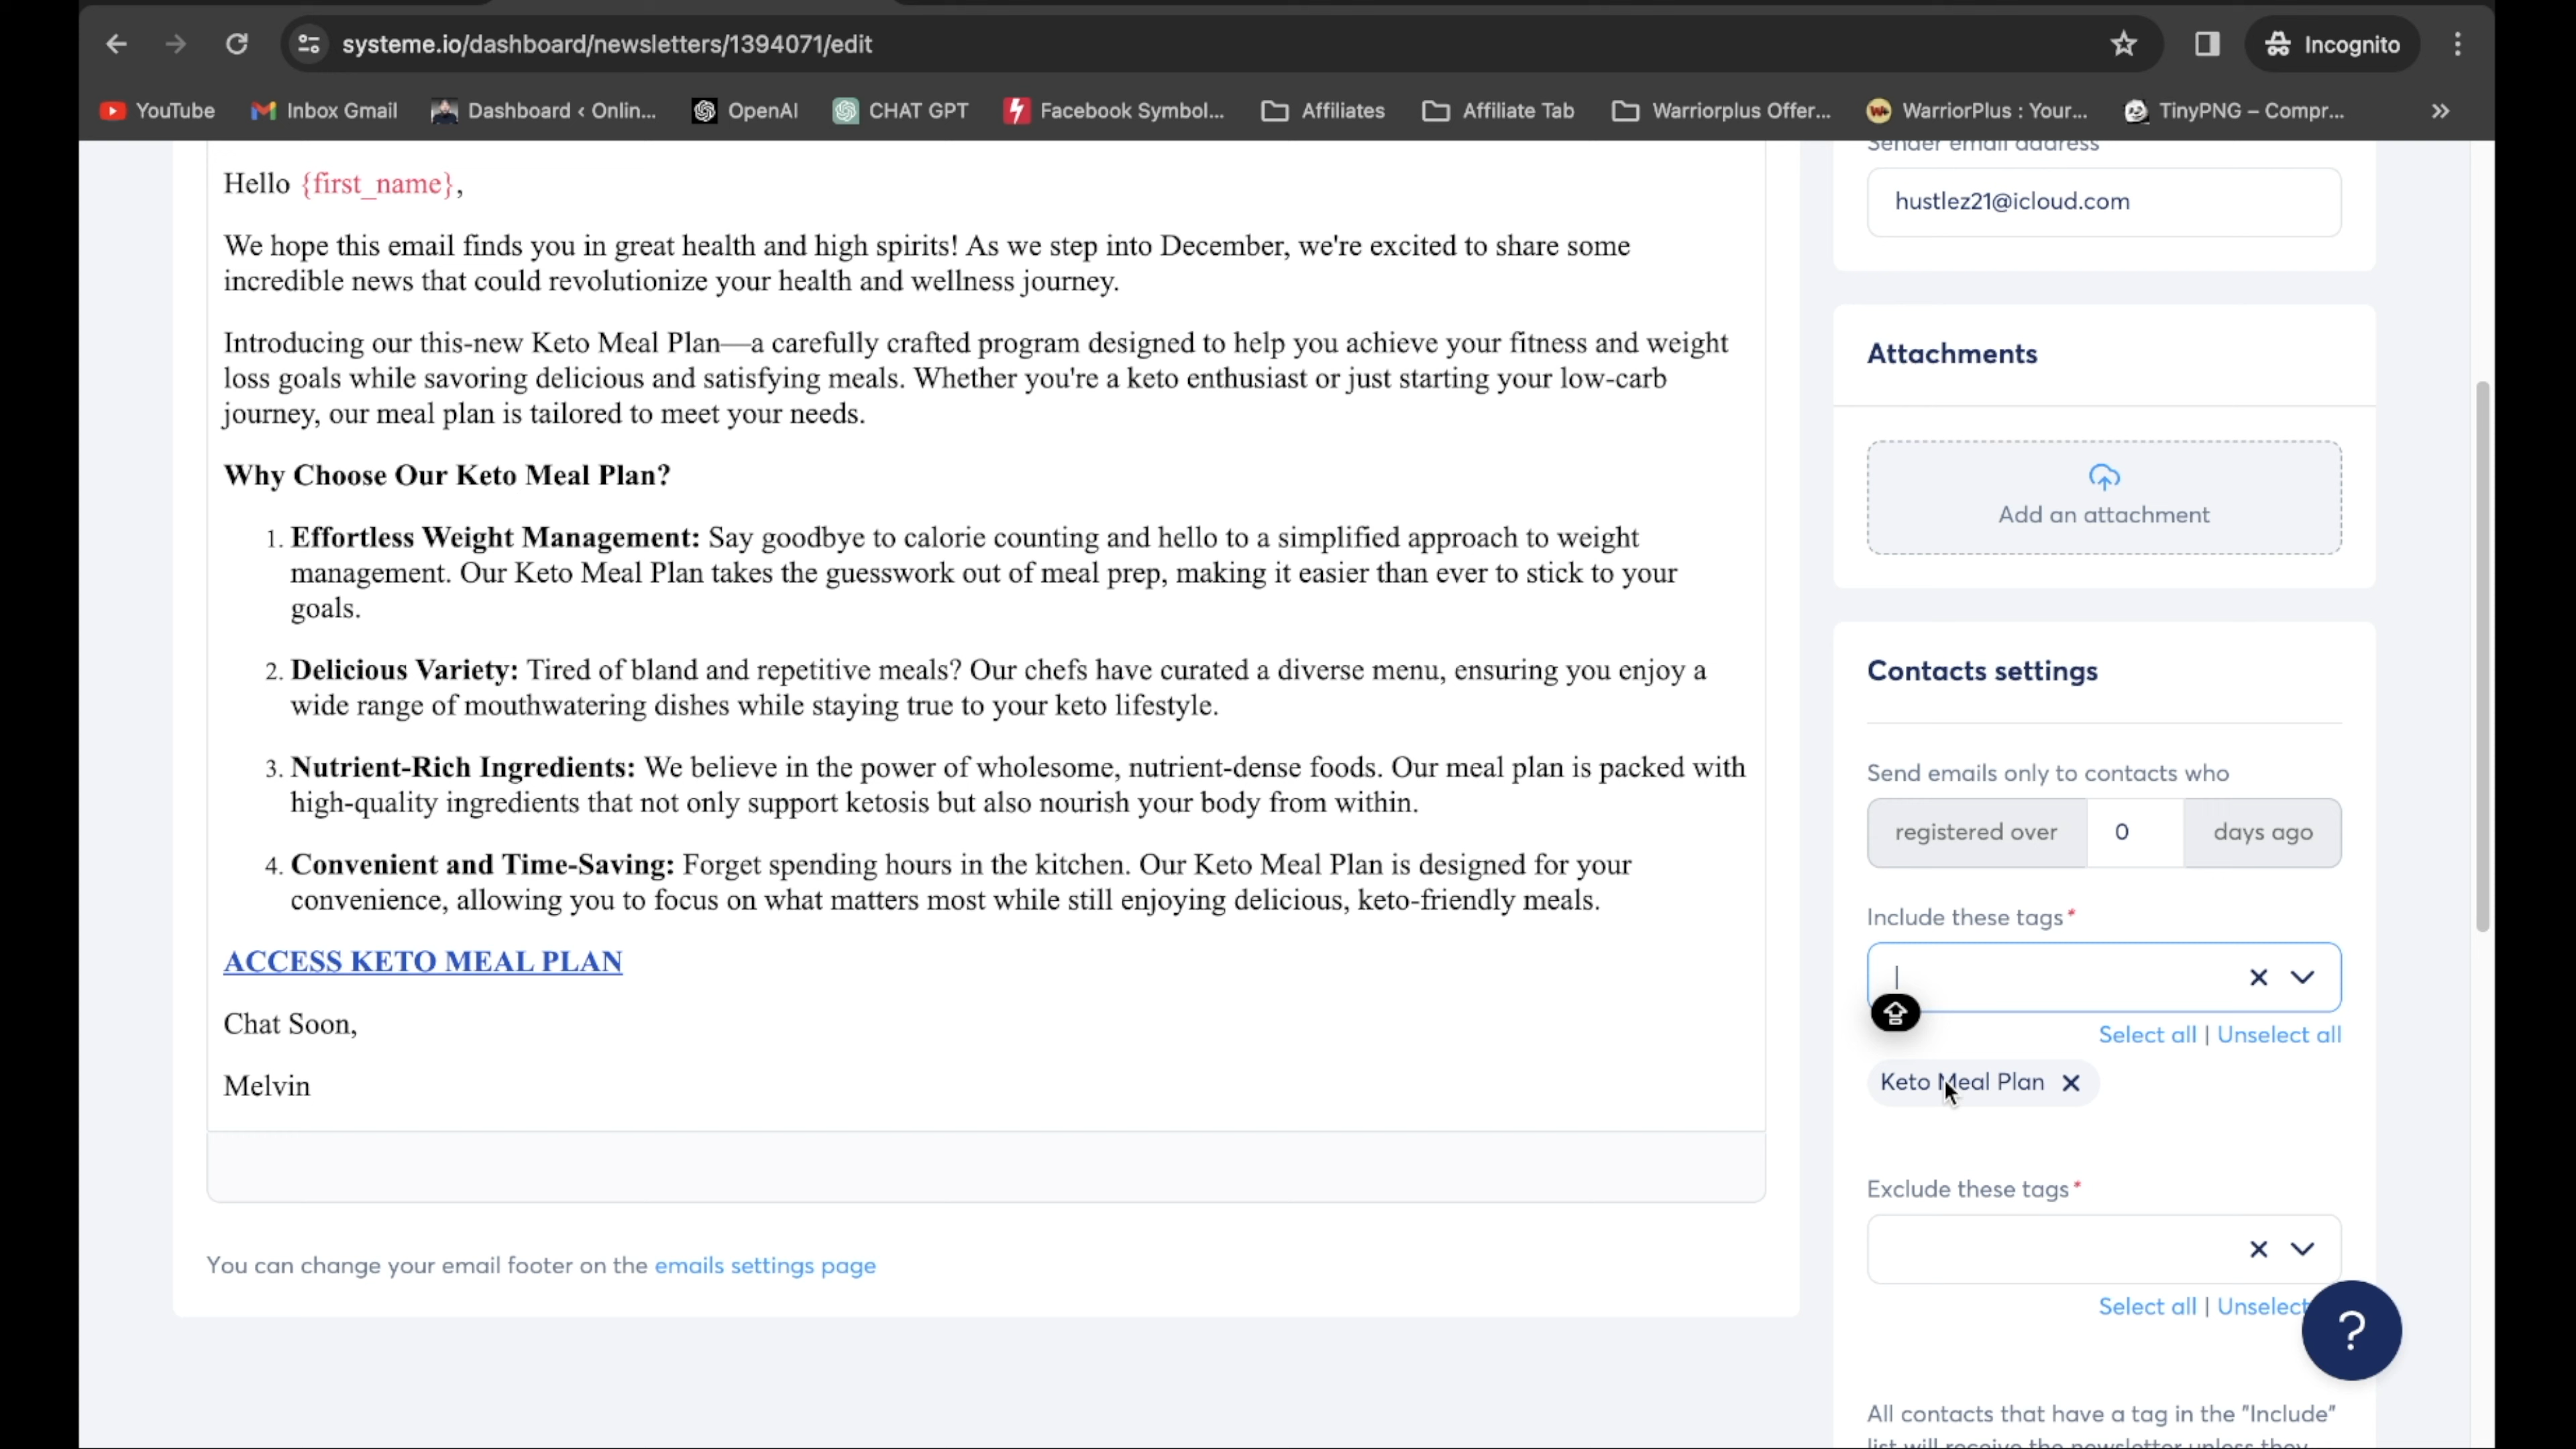 systeme.io/dashboard/newsletters/1394071/edit
Incognito
YouTube
Inbox Gmail
Dashboard ‹ Onlin...
OpenAI
CHAT GPT
Facebook Symbol...
Affiliates
Affiliate Tab
Warriorplus Offer...
WarriorPlus : Your...
TinyPNG – Compr...
»
Hello {first_name},
We hope this email finds you in great health and high spirits! As we step into December, we're excited to share some
incredible news that could revolutionize your health and wellness journey.
Introducing our this-new Keto Meal Plan—a carefully crafted program designed to help you achieve your fitness and weight
loss goals while savoring delicious and satisfying meals. Whether you're a keto enthusiast or just starting your low-carb
journey, our meal plan is tailored to meet your needs.
Why Choose Our Keto Meal Plan?
1. Effortless Weight Management: Say goodbye to calorie counting and hello to a simplified approach to weight
management. Our Keto Meal Plan takes the guesswork out of meal prep, making it easier than ever to stick to your
goals.
2. Delicious Variety: Tired of bland and repetitive meals? Our chefs have curated a diverse menu, ensuring you enjoy a
wide range of mouthwatering dishes while staying true to your keto lifestyle.
3. Nutrient-Rich Ingredients: We believe in the power of wholesome, nutrient-dense foods. Our meal plan is packed with
high-quality ingredients that not only support ketosis but also nourish your body from within.
4. Convenient and Time-Saving: Forget spending hours in the kitchen. Our Keto Meal Plan is designed for your
convenience, allowing you to focus on what matters most while still enjoying delicious, keto-friendly meals.
ACCESS KETO MEAL PLAN
Chat Soon,
Melvin
You can change your email footer on the emails settings page
Sender email address
hustlez21@icloud.com
Attachments
Add an attachment
Contacts settings
Send emails only to contacts who
registered over 0 days ago
Include these tags*
Select all | Unselect all
Keto Meal Plan
Exclude these tags*
Select all | Unselect
?
All contacts that have a tag in the "Include"
list will receive the newsletter unless they